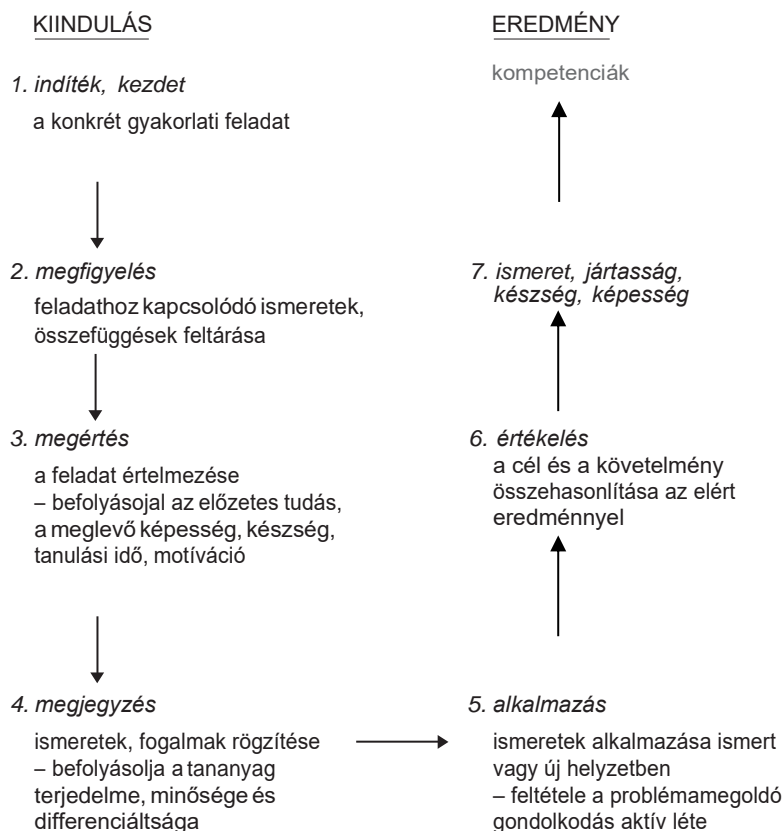 KIINDULÁS
1. indíték, kezdet
a konkrét gyakorlati feladat
2. megfigyelés
feladathoz kapcsolódó ismeretek,
összefüggések feltárása
3. megértés
a feladat értelmezése
– befolyásojal az előzetes tudás,
a meglevő képesség, készség,
tanulási idő, motíváció
4. megjegyzés
ismeretek, fogalmak rögzítése
– befolyásolja a tananyag
terjedelme, minősége és
differenciáltsága
EREDMÉNY
kompetenciák
7. ismeret, jártasság,
készség, képesség
6. értékelés
a cél és a követelmény
összehasonlítása az elért
eredménnyel
5. alkalmazás
ismeretek alkalmazása ismert
vagy új helyzetben
– feltétele a problémamegoldó
gondolkodás aktív léte